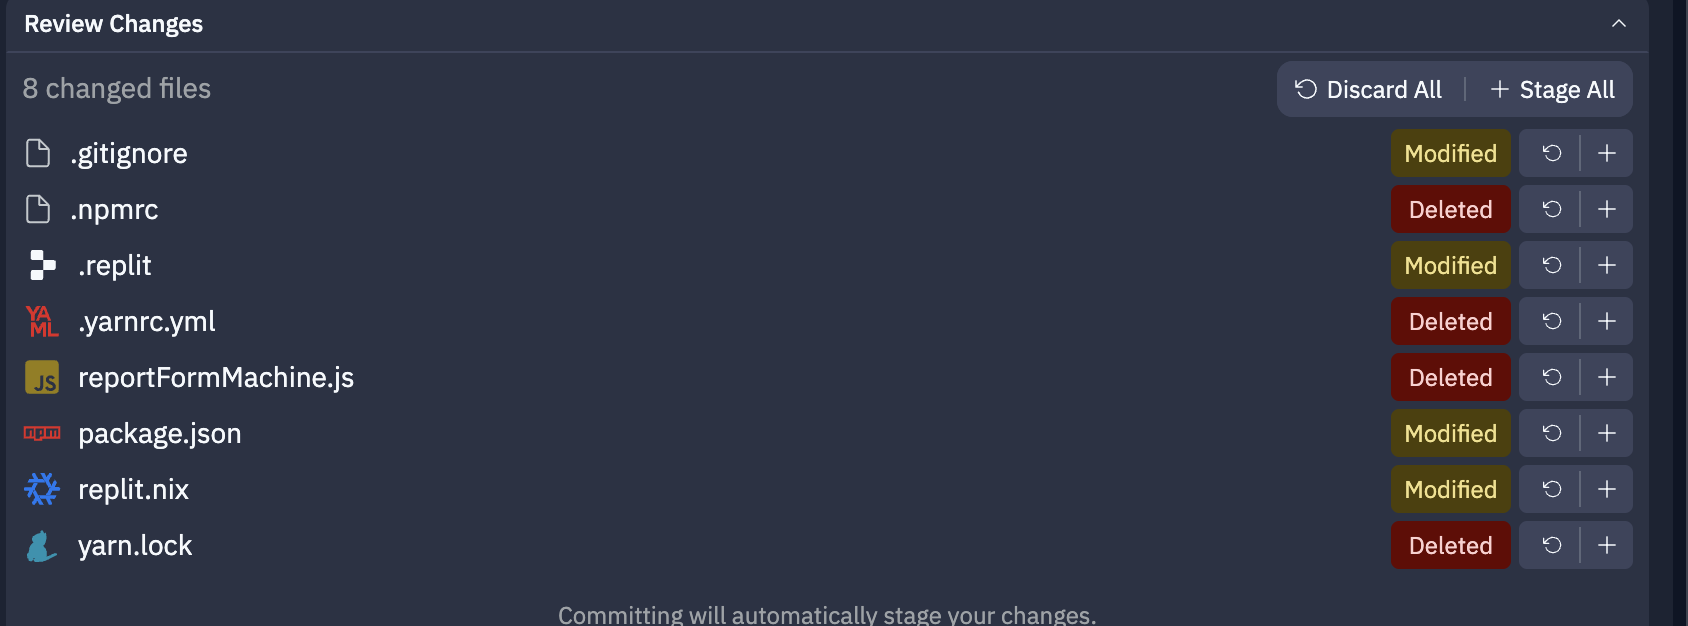 Review Changes
8 changed files
Discard All
Stage All
.gitignore Modified
.npmrc Deleted
.replit Modified
YAML .yarnrc.yml Deleted
JS reportFormMachine.js Deleted
npm package.json Modified
replit.nix Modified
yarn.lock Deleted
Committing will automatically stage your changes.